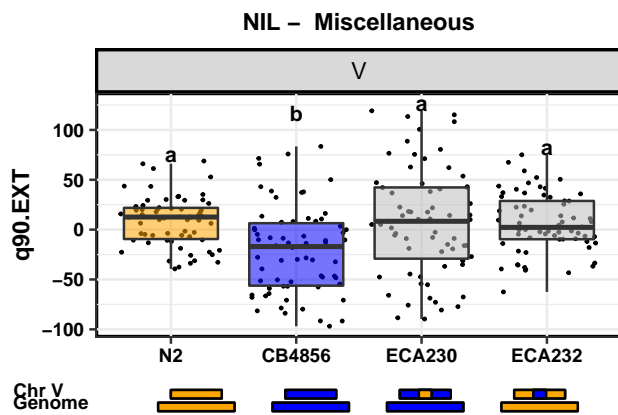 NIL – Miscellaneous
V
a
b
a
a
100
50
0
−50
−100
q90.EXT
N2 CB4856 ECA230 ECA232
Chr V
Genome